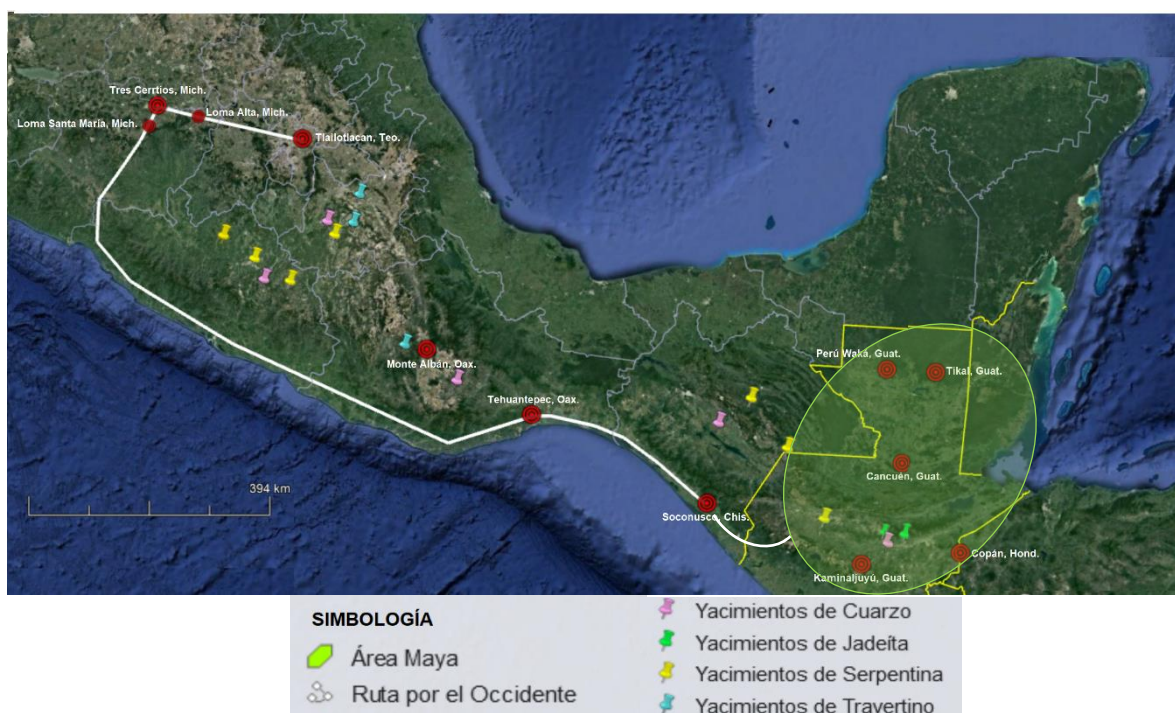 Tres Cerrtios, Mich.
Loma Alta, Mich.
Loma Santa María, Mich.
Tlailotlacan, Teo.
Monte Albán, Oax.
Perú Waká, Guat.
Tikal, Guat.
Tehuantepec, Oax.
Cancuén, Guat.
394 km
Soconusco, Chis.
Copán, Hond.
Kaminaljuyú, Guat.
SIMBOLOGÍA
Área Maya
Ruta por el Occidente
Yacimientos de Cuarzo
Yacimientos de Jadeíta
Yacimientos de Serpentina
Yacimientos de Travertino